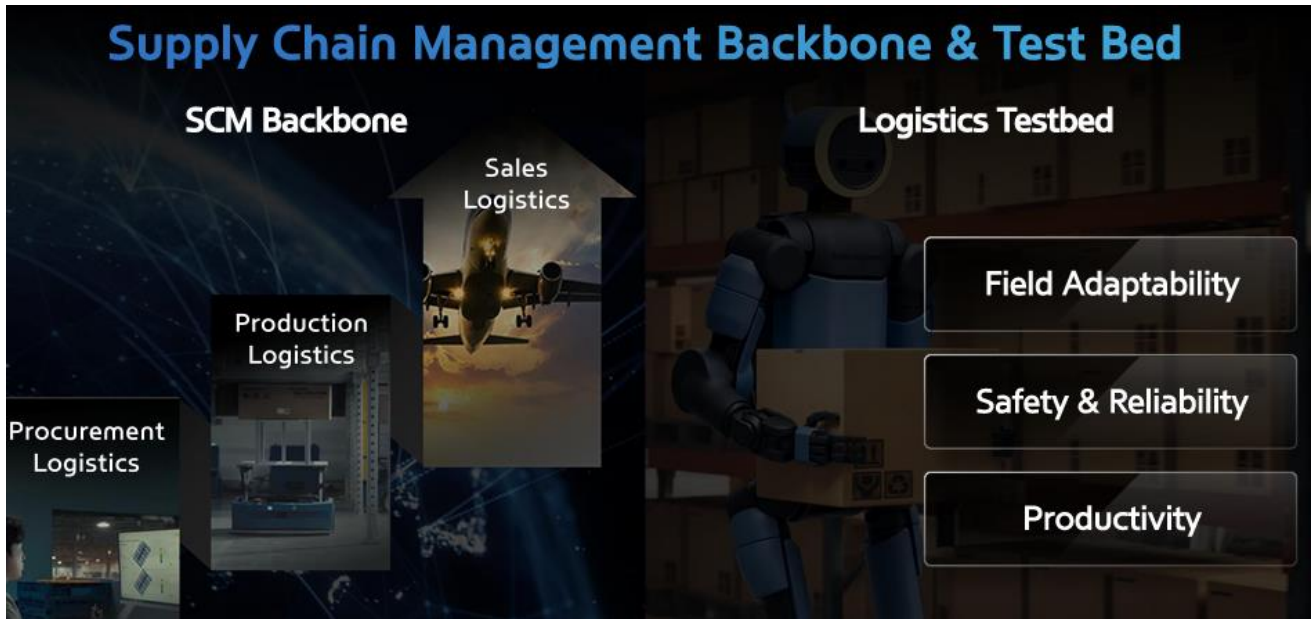 Supply Chain Management Backbone & Test Bed
SCM Backbone
Procurement
Logistics
Production
Logistics
Sales
Logistics
Logistics Testbed
Field Adaptability
Safety & Reliability
Productivity